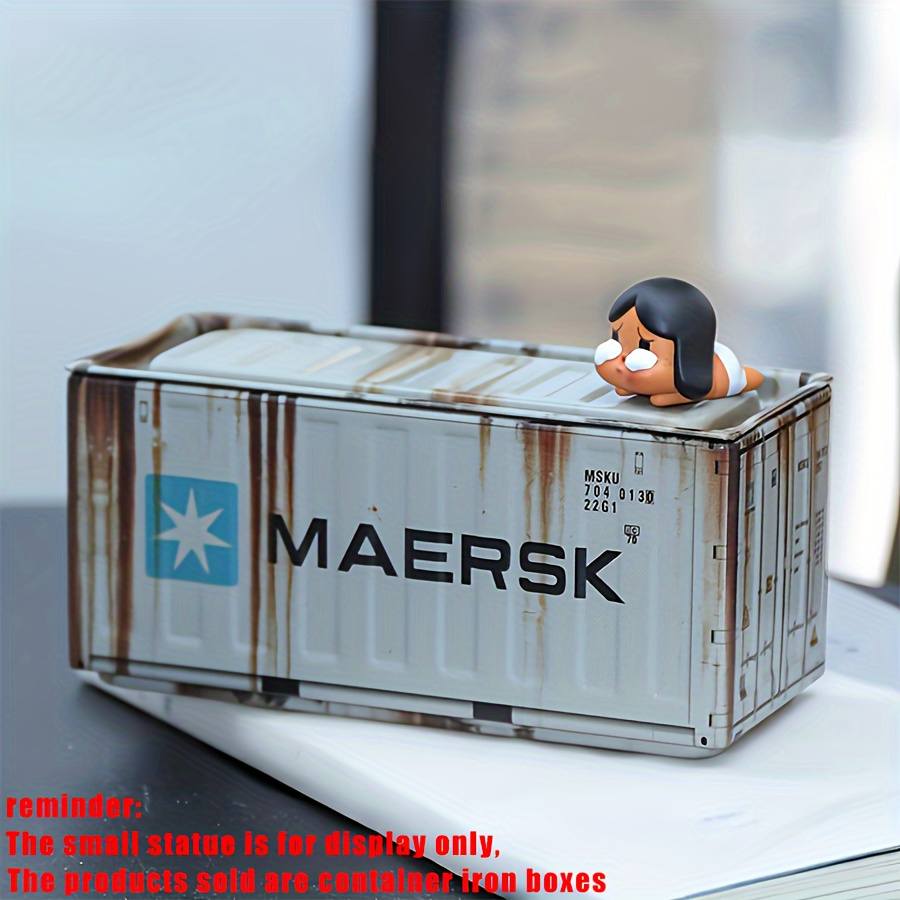 MAERSK
MSKU
704 0130
22G1
reminder:
The small statue is for display only,
The products sold are container iron boxes